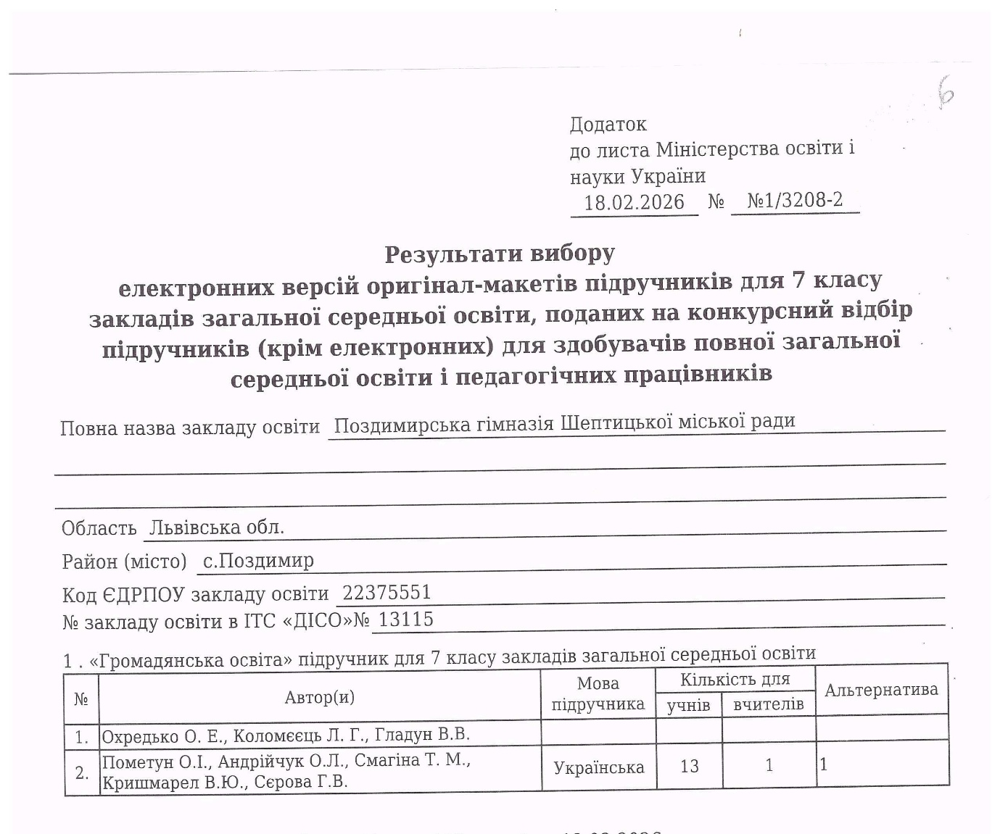 6
Додаток
до листа Міністерства освіти і
науки України
18.02.2026 № №1/3208-2
Результати вибору
електронних версій оригінал-макетів підручників для 7 класу
закладів загальної середньої освіти, поданих на конкурсний відбір
підручників (крім електронних) для здобувачів повної загальної
середньої освіти і педагогічних працівників
Повна назва закладу освіти Поздимирська гімназія Шептицької міської ради
Область Львівська обл.
Район (місто) с.Поздимир
Код ЄДРПОУ закладу освіти 22375551
№ закладу освіти в ІТС «ДІСО»№ 13115
1 . «Громадянська освіта» підручник для 7 класу закладів загальної середньої освіти
№ Автор(и) Мова підручника Кількість для учнів вчителів Альтернатива
1. Охредько О. Е., Коломєєць Л. Г., Гладун В.В.
2. Пометун О.І., Андрійчук О.Л., Смагіна Т. М.,
Кришмарел В.Ю., Сєрова Г.В. Українська 13 1 1